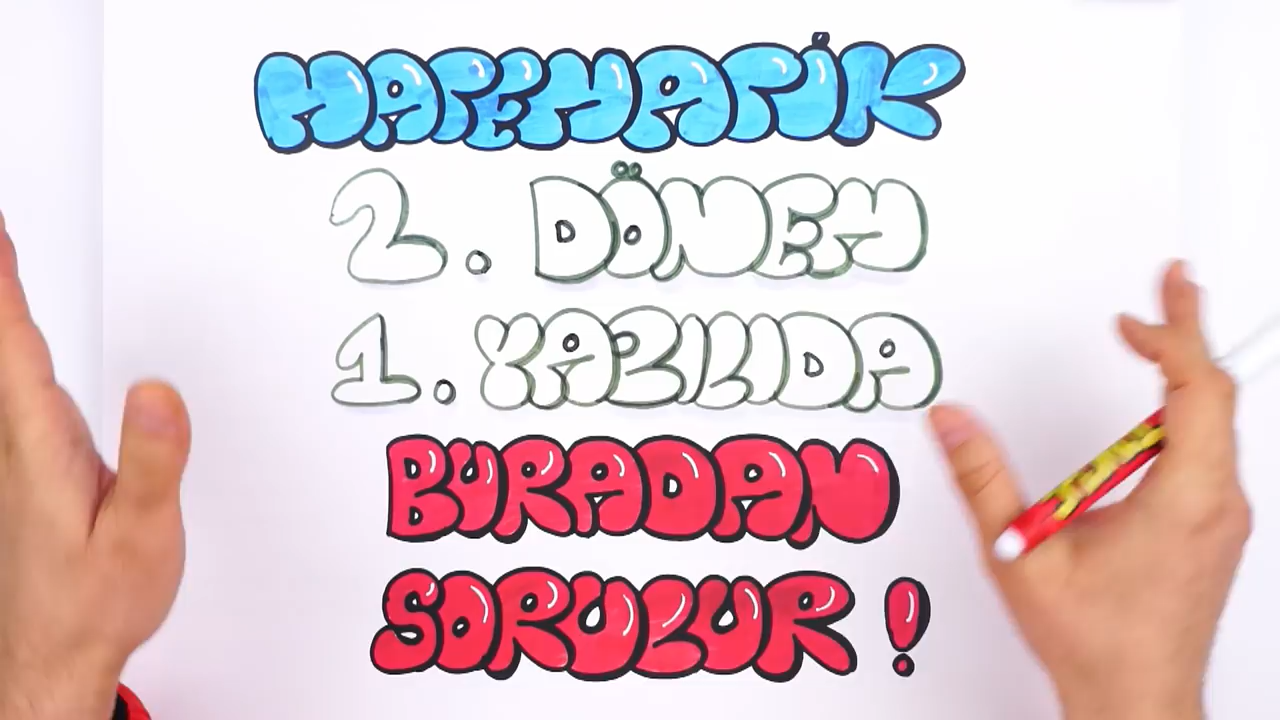 MATEMATİK
2. DÖNEM
1. YAZILIDA
BURADAN
SORULUR !